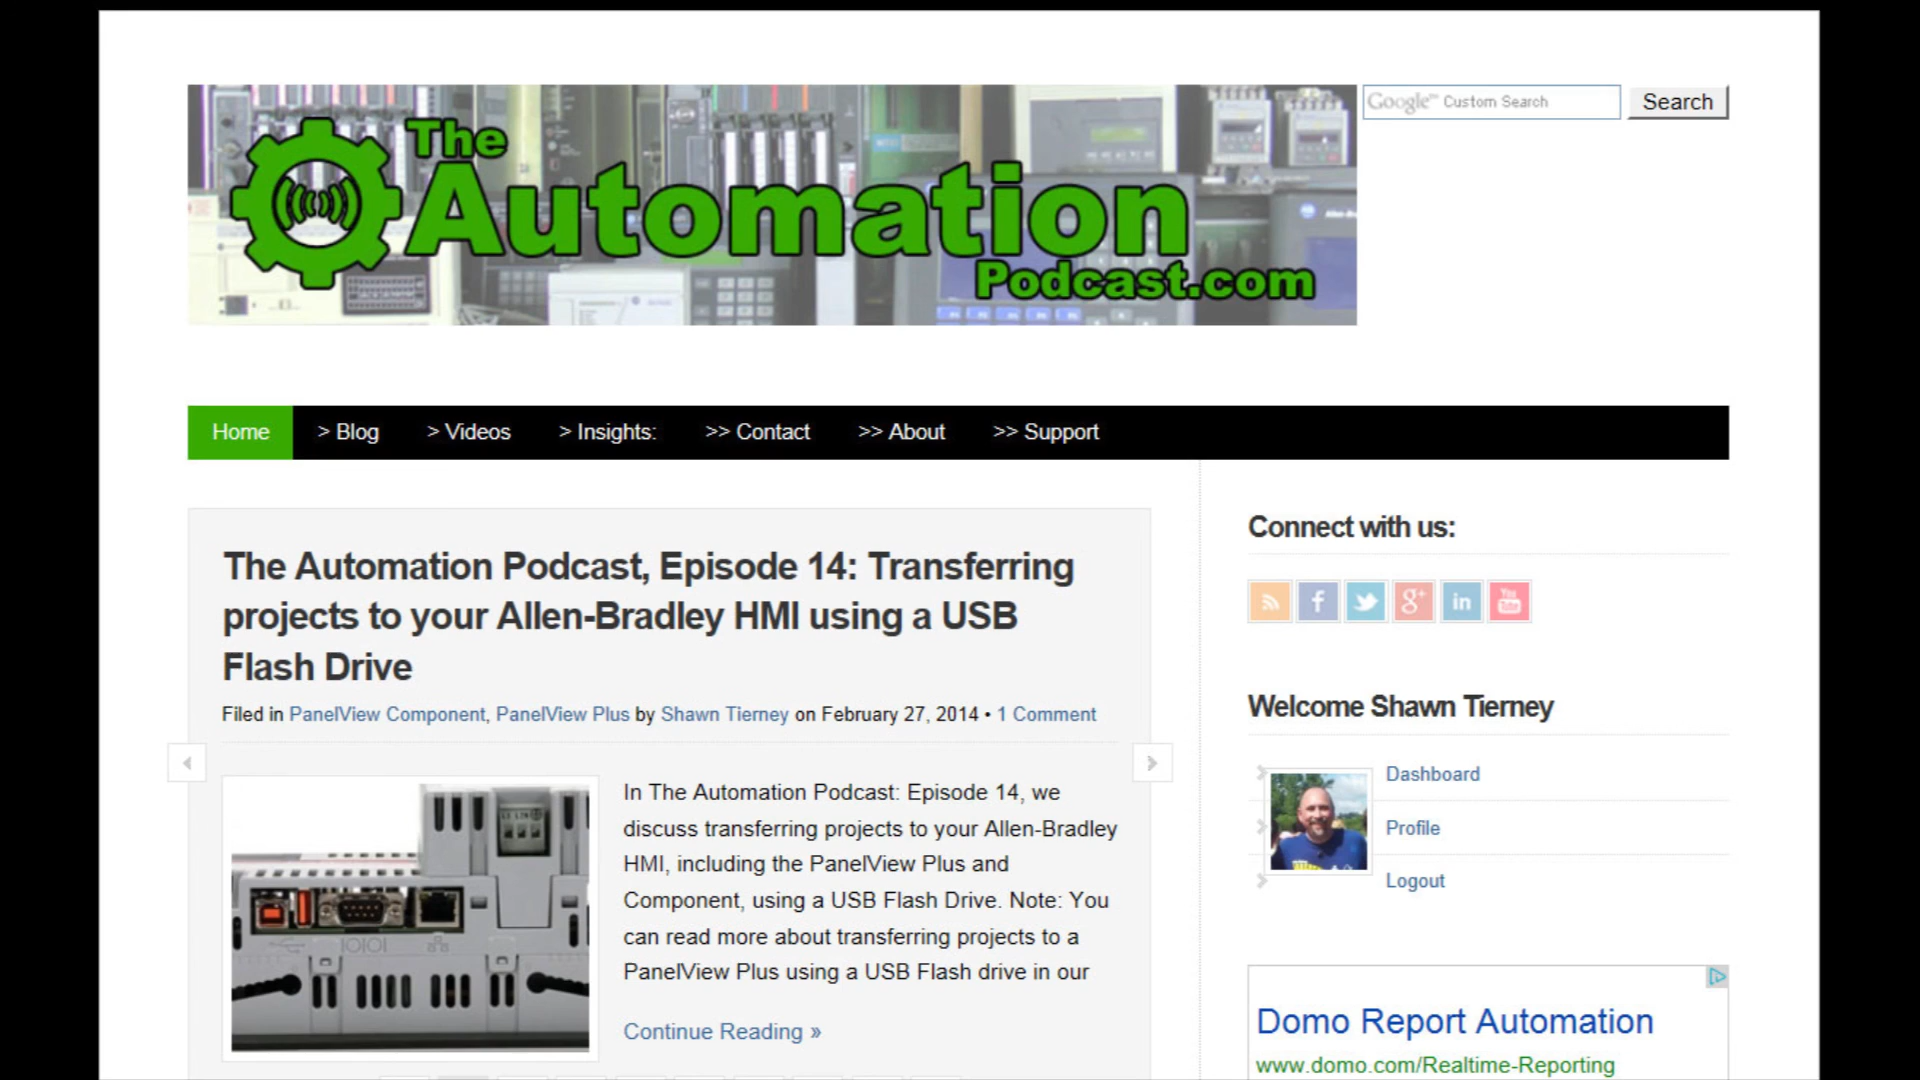 The
Automation
Podcast.com
Google™ Custom Search
Search
Home
> Blog
> Videos
> Insights:
>> Contact
>> About
>> Support
The Automation Podcast, Episode 14: Transferring
projects to your Allen-Bradley HMI using a USB
Flash Drive
Filed in PanelView Component, PanelView Plus by Shawn Tierney on February 27, 2014 • 1 Comment
In The Automation Podcast: Episode 14, we
discuss transferring projects to your Allen-Bradley
HMI, including the PanelView Plus and
Component, using a USB Flash Drive. Note: You
can read more about transferring projects to a
PanelView Plus using a USB Flash drive in our
Continue Reading »
Connect with us:
f
g+
in
You
Tube
Welcome Shawn Tierney
Dashboard
Profile
Logout
Domo Report Automation
www.domo.com/Realtime-Reporting